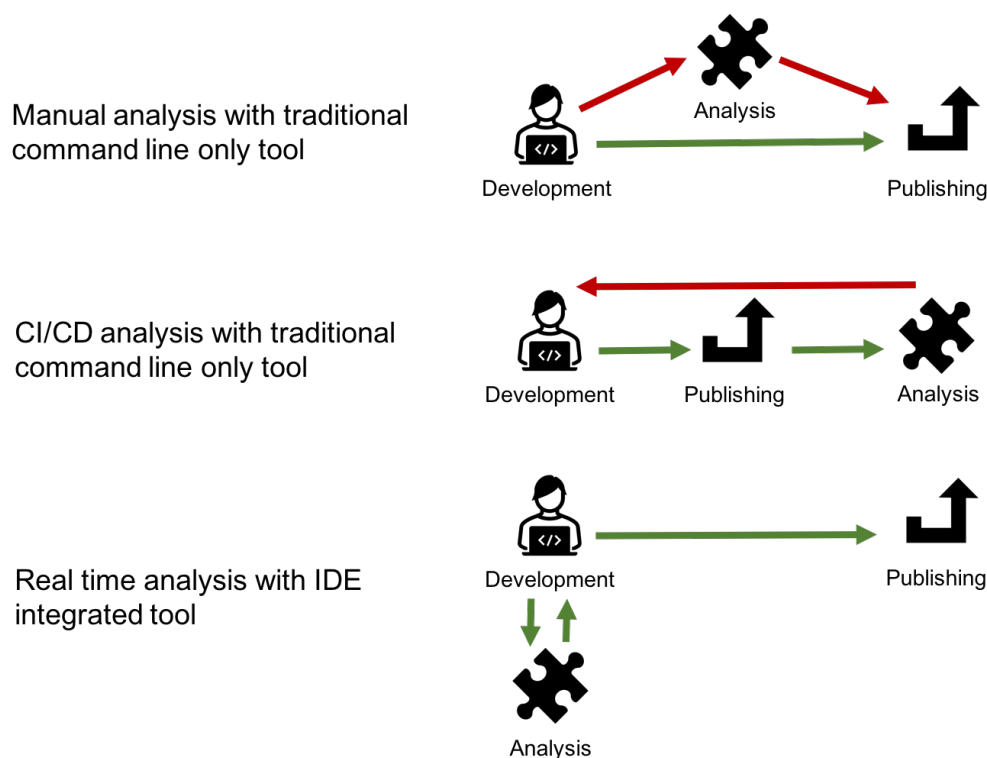 Manual analysis with traditional
command line only tool
Analysis
</>
Development
Publishing
CI/CD analysis with traditional
command line only tool
</>
Development
Publishing
Analysis
Real time analysis with IDE
integrated tool
</>
Development
Publishing
Analysis